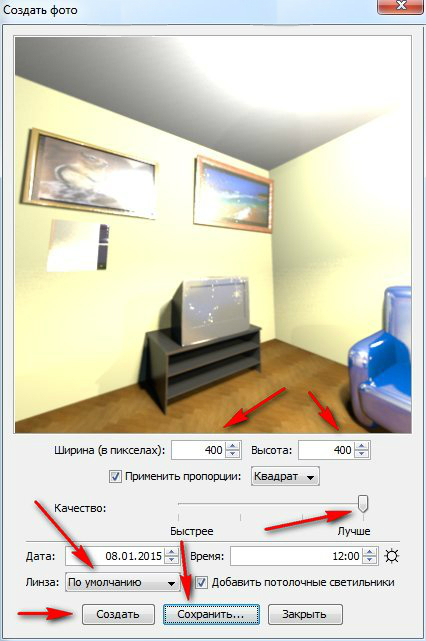 Создать фото
Ширина (в пикселах): 400 Высота: 400
Применить пропорции: Квадрат
Качество:
Быстрее Лучше
Дата: 08.01.2015 Время: 12:00
Линза: По умолчанию Добавить потолочные светильники
Создать Сохранить... Закрыть